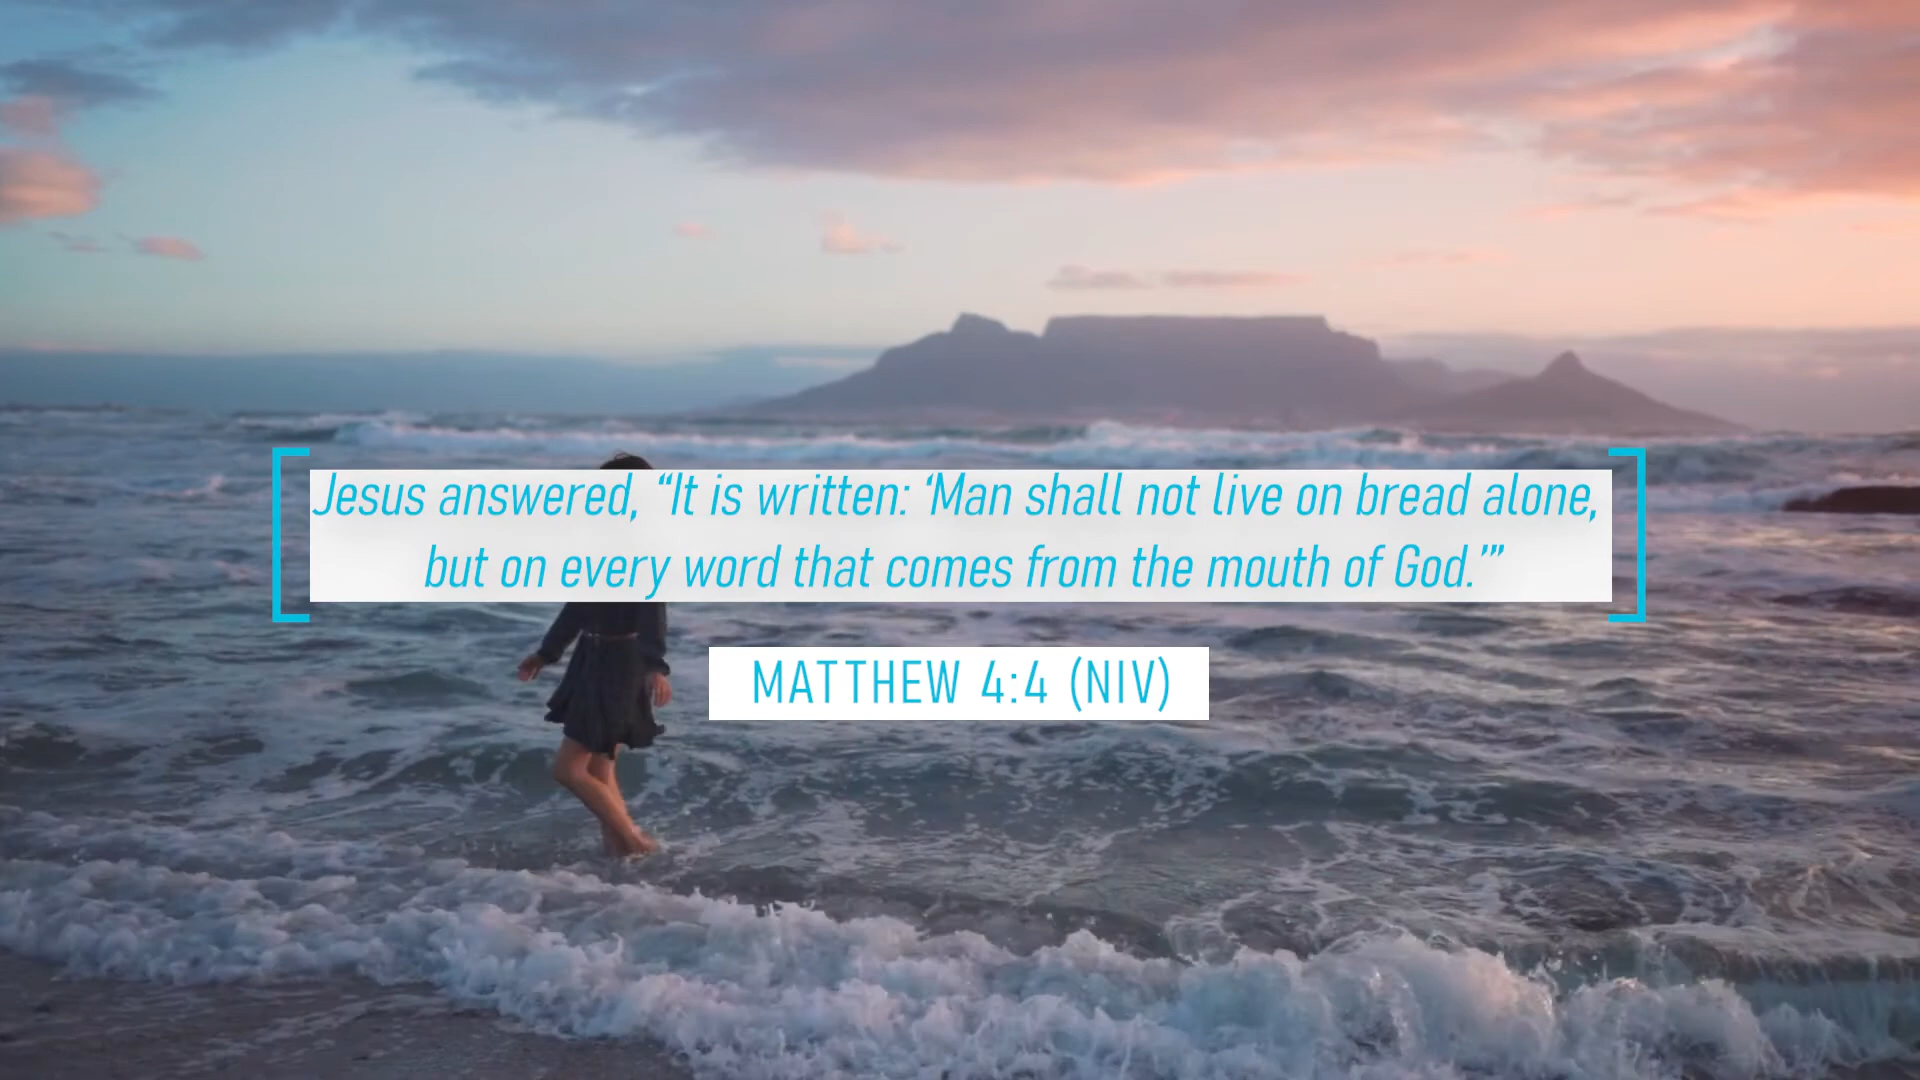 Jesus answered, “It is written: ‘Man shall not live on bread alone,
but on every word that comes from the mouth of God.’”
MATTHEW 4:4 (NIV)